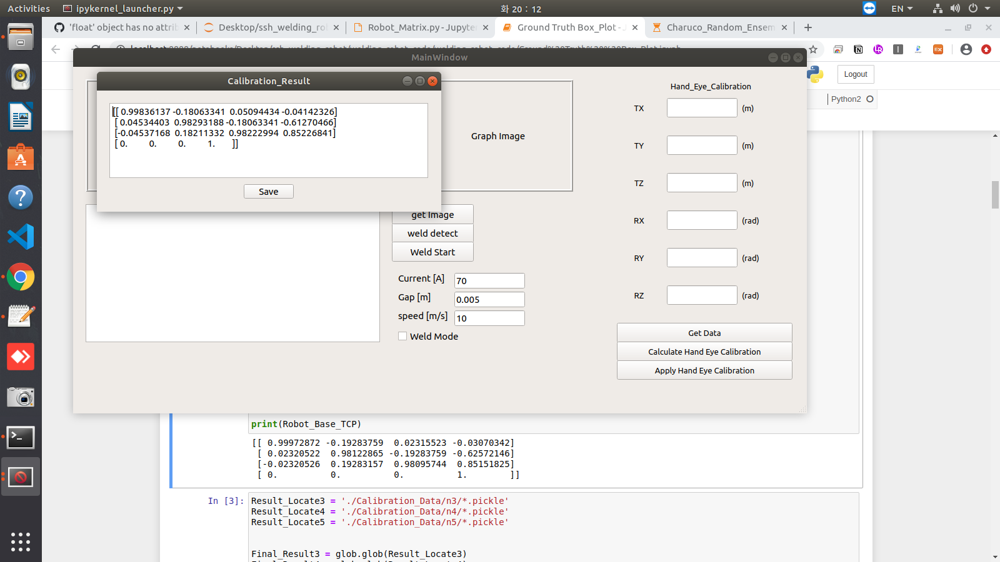 Activities
ipykernel_launcher.py
화 20 : 12
EN
'float' object has no attrib
Desktop/ssh_welding_ro
Robot_Matrix.py - Jupyte
Ground Truth Box_Plot -
Charuco_Random_Ensem
MainWindow
Calibration_Result
[[ 0.99836137 -0.18063341 0.05094434 -0.04142326]
[ 0.04534403 0.98293188 -0.18063341 -0.61270466]
[-0.04537168 0.18211332 0.98222994 0.85226841]
[ 0. 0. 0. 1. ]]
Save
Graph Image
get Image
weld detect
Weld Start
Current [A]
70
Gap [m]
0.005
speed [m/s]
10
Weld Mode
Hand_Eye_Calibration
TX
(m)
TY
(m)
TZ
(m)
RX
(rad)
RY
(rad)
RZ
(rad)
Get Data
Calculate Hand Eye Calibration
Apply Hand Eye Calibration
Logout
Python2
print(Robot_Base_TCP)
[[ 0.99972872 -0.19283759 0.02315523 -0.03070342]
[ 0.02320522 0.98122865 -0.19283759 -0.62572146]
[-0.02320526 0.19283157 0.98095744 0.85151825]
[ 0. 0. 0. 1. ]]
In [3]:
Result_Locate3 = './Calibration_Data/n3/*.pickle'
Result_Locate4 = './Calibration_Data/n4/*.pickle'
Result_Locate5 = './Calibration_Data/n5/*.pickle'
Final_Result3 = glob.glob(Result_Locate3)